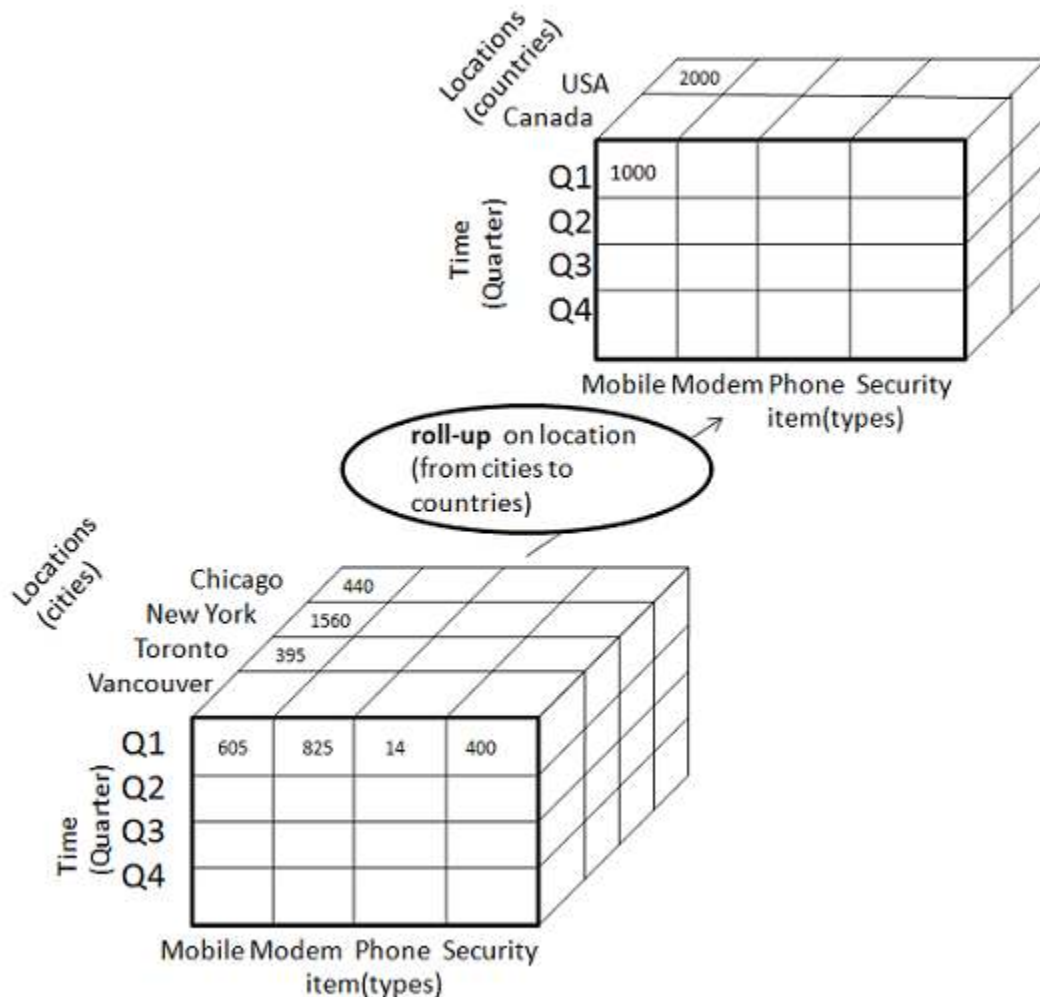 Locations
(countries)
USA
2000
Canada
Q1
1000
Q2
Q3
Q4
Time
(Quarter)
Mobile Modem Phone Security
item(types)
roll-up on location
(from cities to
countries)
Locations
(cities)
Chicago
440
New York
1560
Toronto
395
Vancouver
Q1
605 825 14 400
Q2
Q3
Q4
Time
(Quarter)
Mobile Modem Phone Security
item(types)